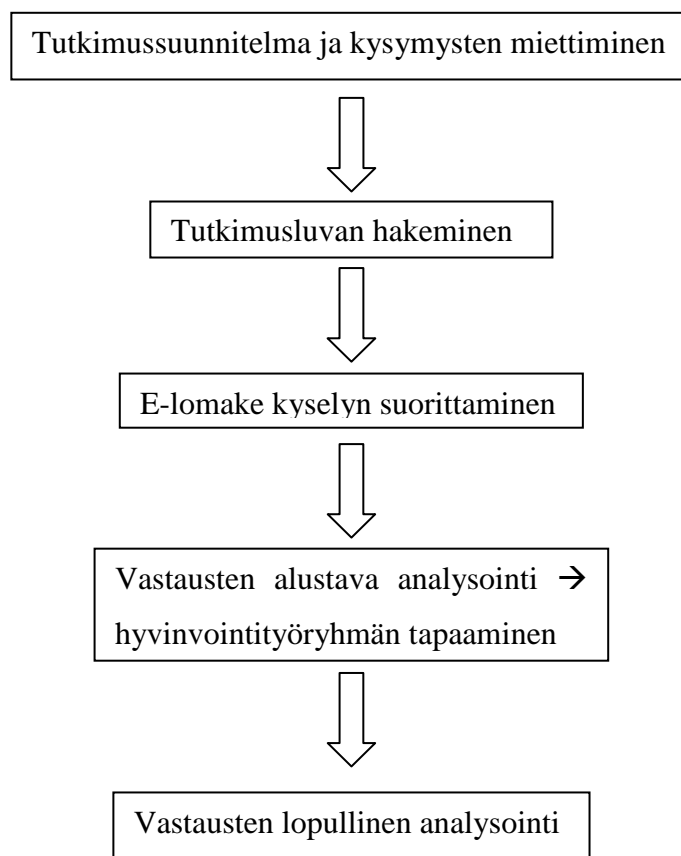 Tutkimussuunnitelma ja kysymysten miettiminen
Tutkimusluvan hakeminen
E-lomake kyselyn suorittaminen
Vastausten alustava analysointi →
hyvinvointityöryhmän tapaaminen
Vastausten lopullinen analysointi